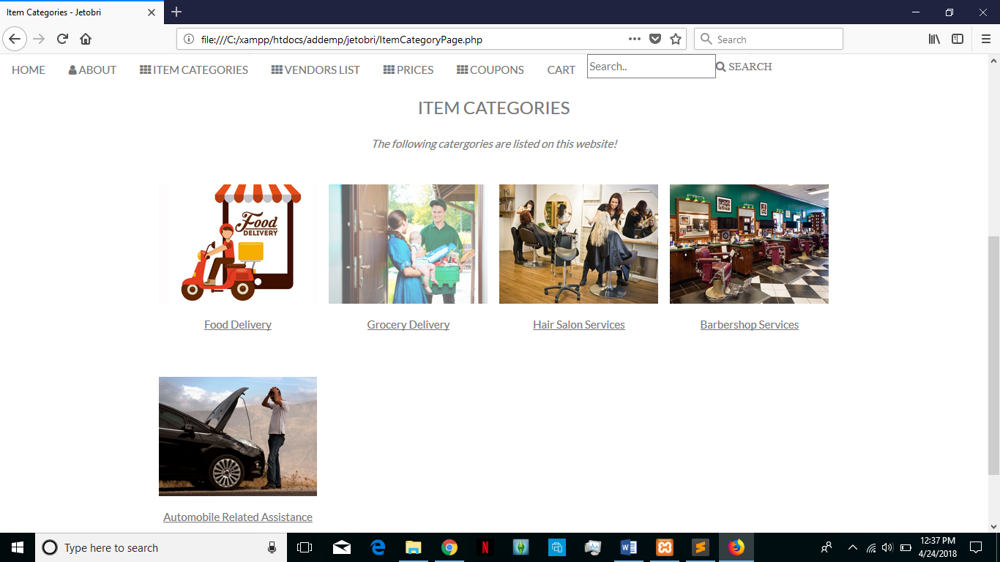 Item Categories - Jetobri
file:///C:/xampp/htdocs/addemp/jetobri/ItemCategoryPage.php
Search
HOME ABOUT ITEM CATEGORIES VENDORS LIST PRICES COUPONS CART Search.. SEARCH
ITEM CATEGORIES
The following catergories are listed on this website!
Food
DELIVERY
Food Delivery Grocery Delivery Hair Salon Services Barbershop Services
Automobile Related Assistance
Type here to search
12:37 PM
4/24/2018